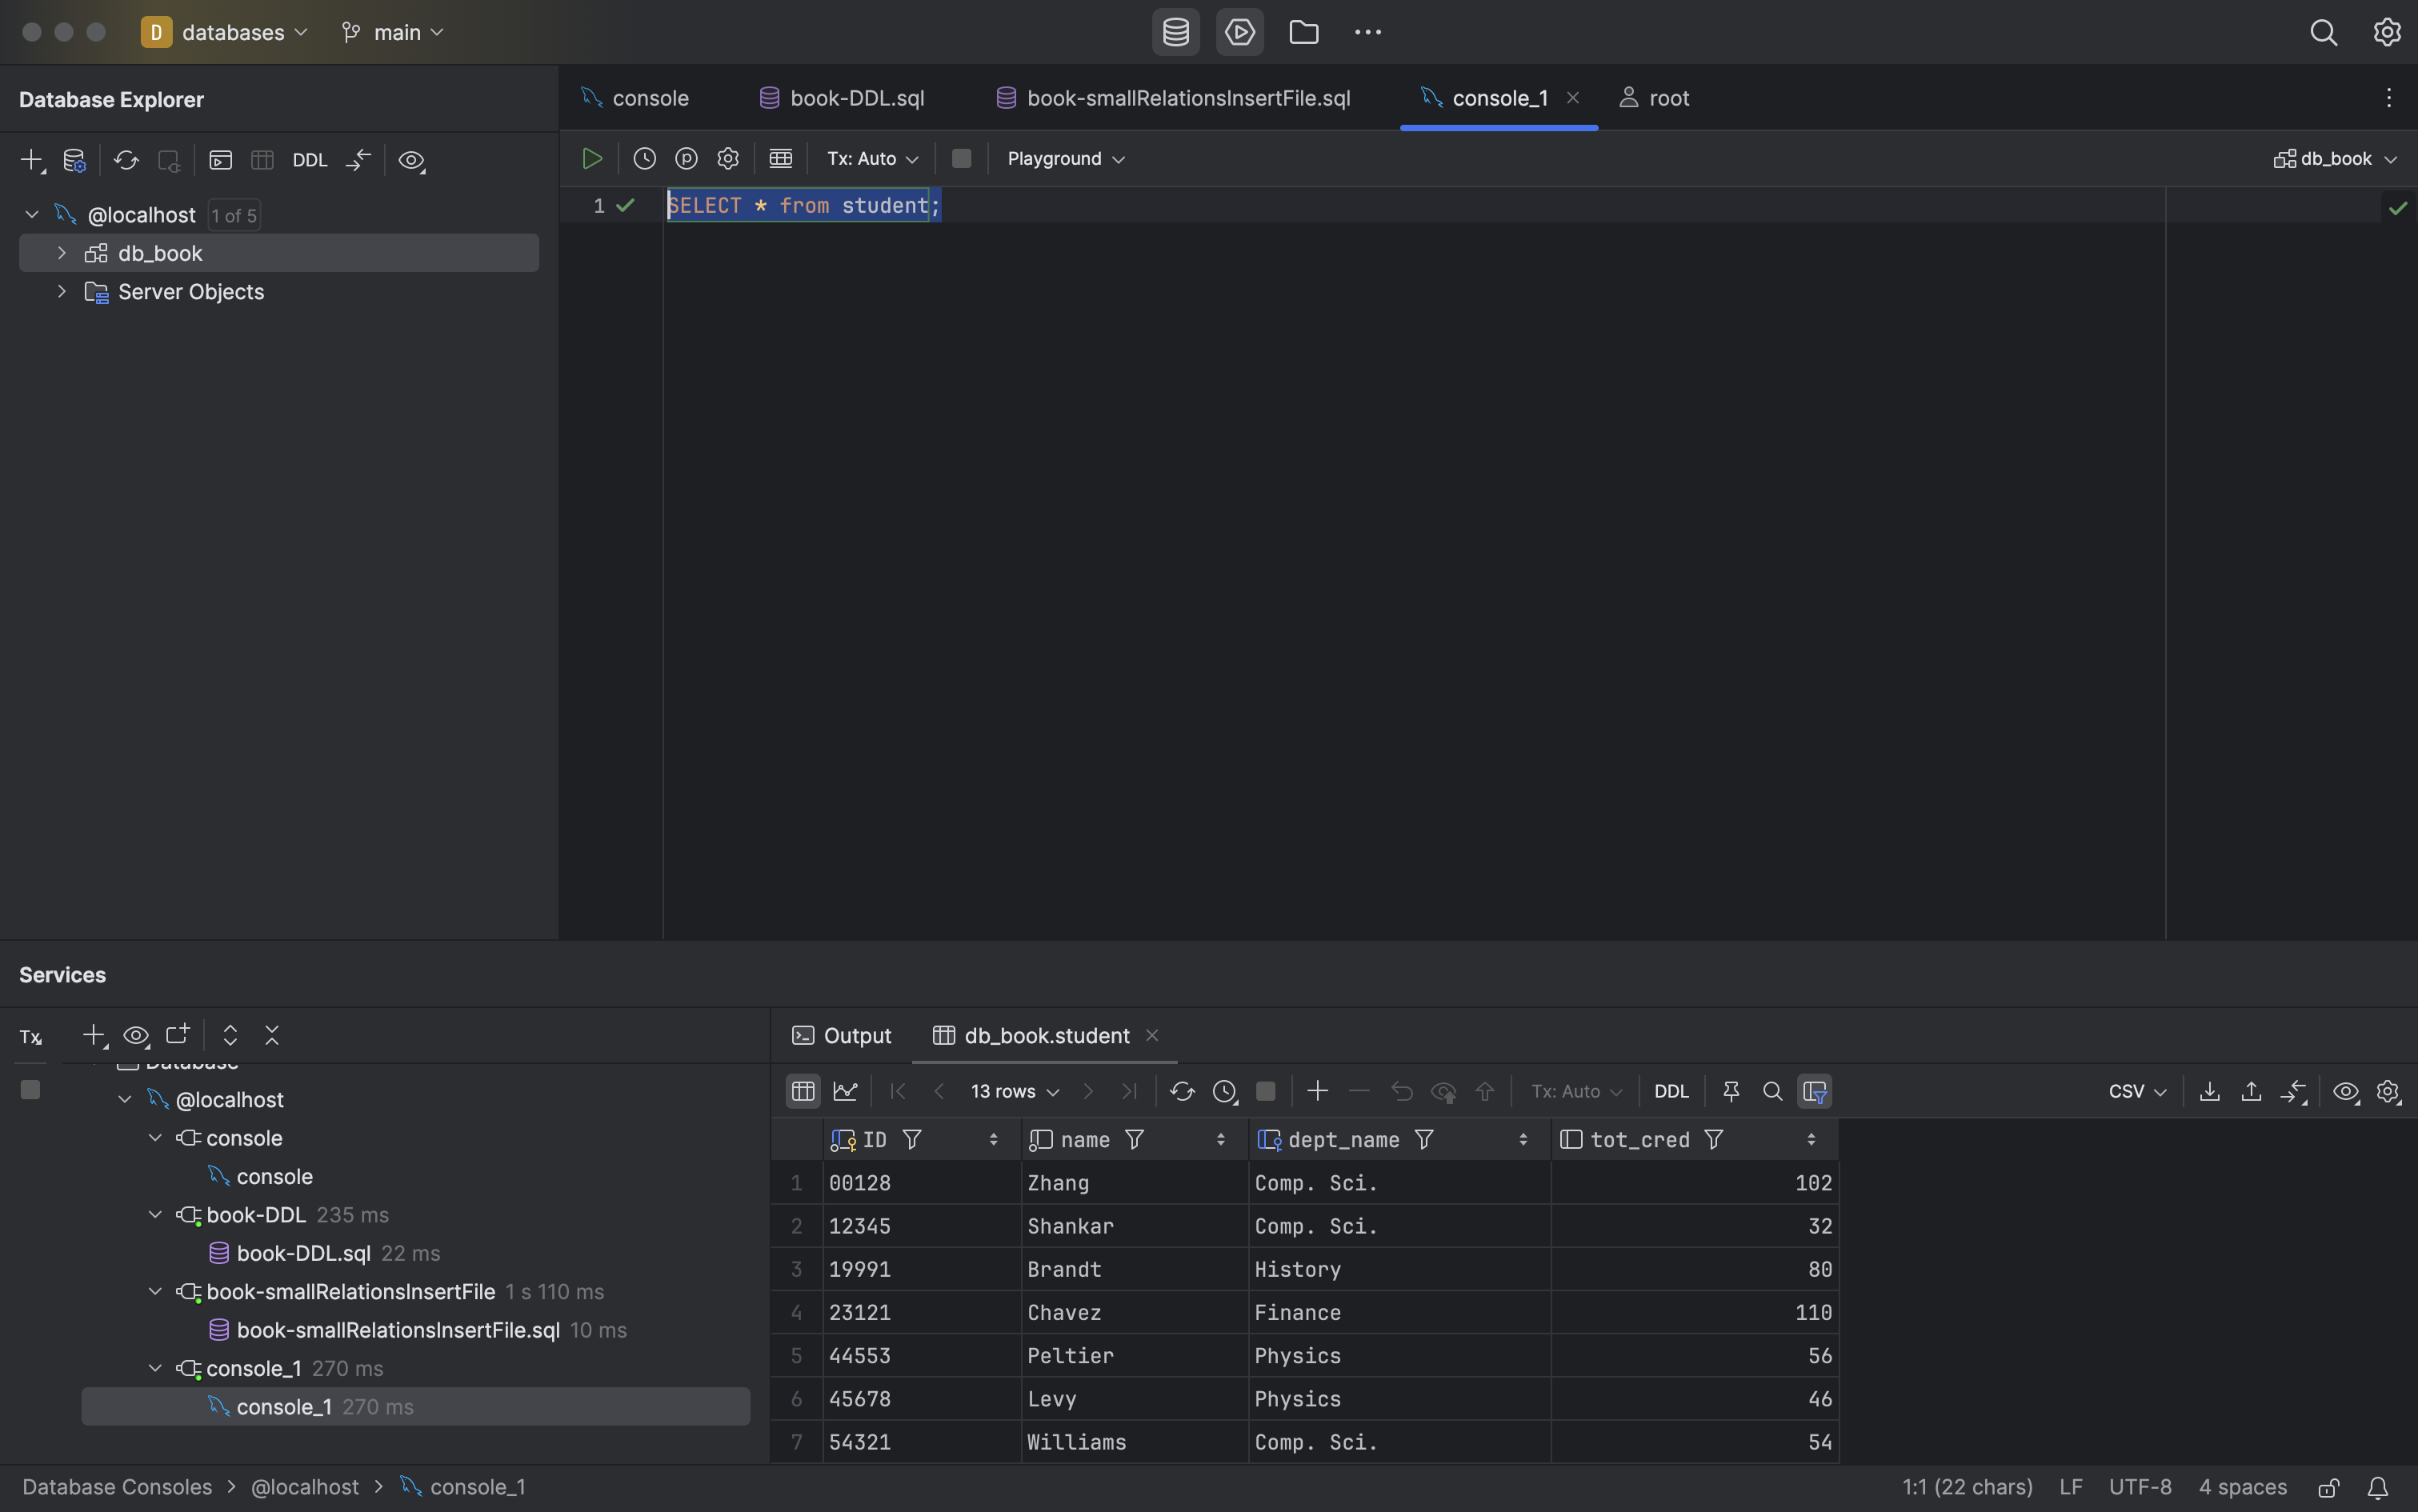 D databases main
Database Explorer
console book-DDL.sql book-smallRelationsInsertFile.sql console_1 root
DDL
Tx: Auto Playground db_book
@localhost 1 of 5
db_book
Server Objects
1 SELECT * from student;
Services
Tx
Output db_book.student
Database
@localhost
console
console
book-DDL 235 ms
book-DDL.sql 22 ms
book-smallRelationsInsertFile 1 s 110 ms
book-smallRelationsInsertFile.sql 10 ms
console_1 270 ms
console_1 270 ms
13 rows Tx: Auto DDL CSV
ID name dept_name tot_cred
1 00128 Zhang Comp. Sci. 102
2 12345 Shankar Comp. Sci. 32
3 19991 Brandt History 80
4 23121 Chavez Finance 110
5 44553 Peltier Physics 56
6 45678 Levy Physics 46
7 54321 Williams Comp. Sci. 54
Database Consoles > @localhost > console_1
1:1 (22 chars) LF UTF-8 4 spaces